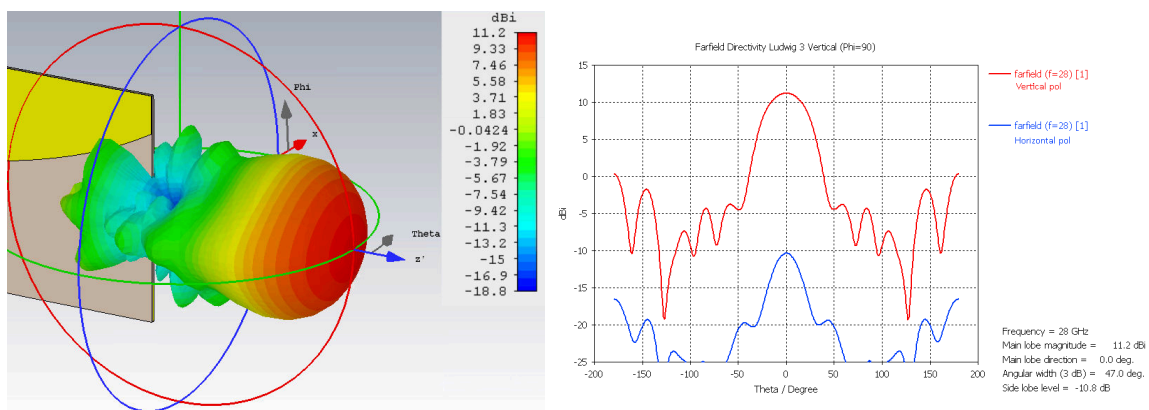 dBi
11.2
9.33
7.46
5.58
3.71
1.83
-0.0424
-1.92
-3.79
-5.67
-7.54
-9.42
-11.3
-13.2
-15
-16.9
-18.8
Phi
x
Theta
z'
Farfield Directivity Ludwig 3 Vertical (Phi=90)
15
10
5
0
-5
-10
-15
-20
-25
dBi
-200
-150
-100
-50
0
50
100
150
200
Theta / Degree
farfield (f=28) [1]
Vertical pol
farfield (f=28) [1]
Horizontal pol
Frequency = 28 GHz
Main lobe magnitude = 11.2 dBi
Main lobe direction = 0.0 deg.
Angular width (3 dB) = 47.0 deg.
Side lobe level = -10.8 dB